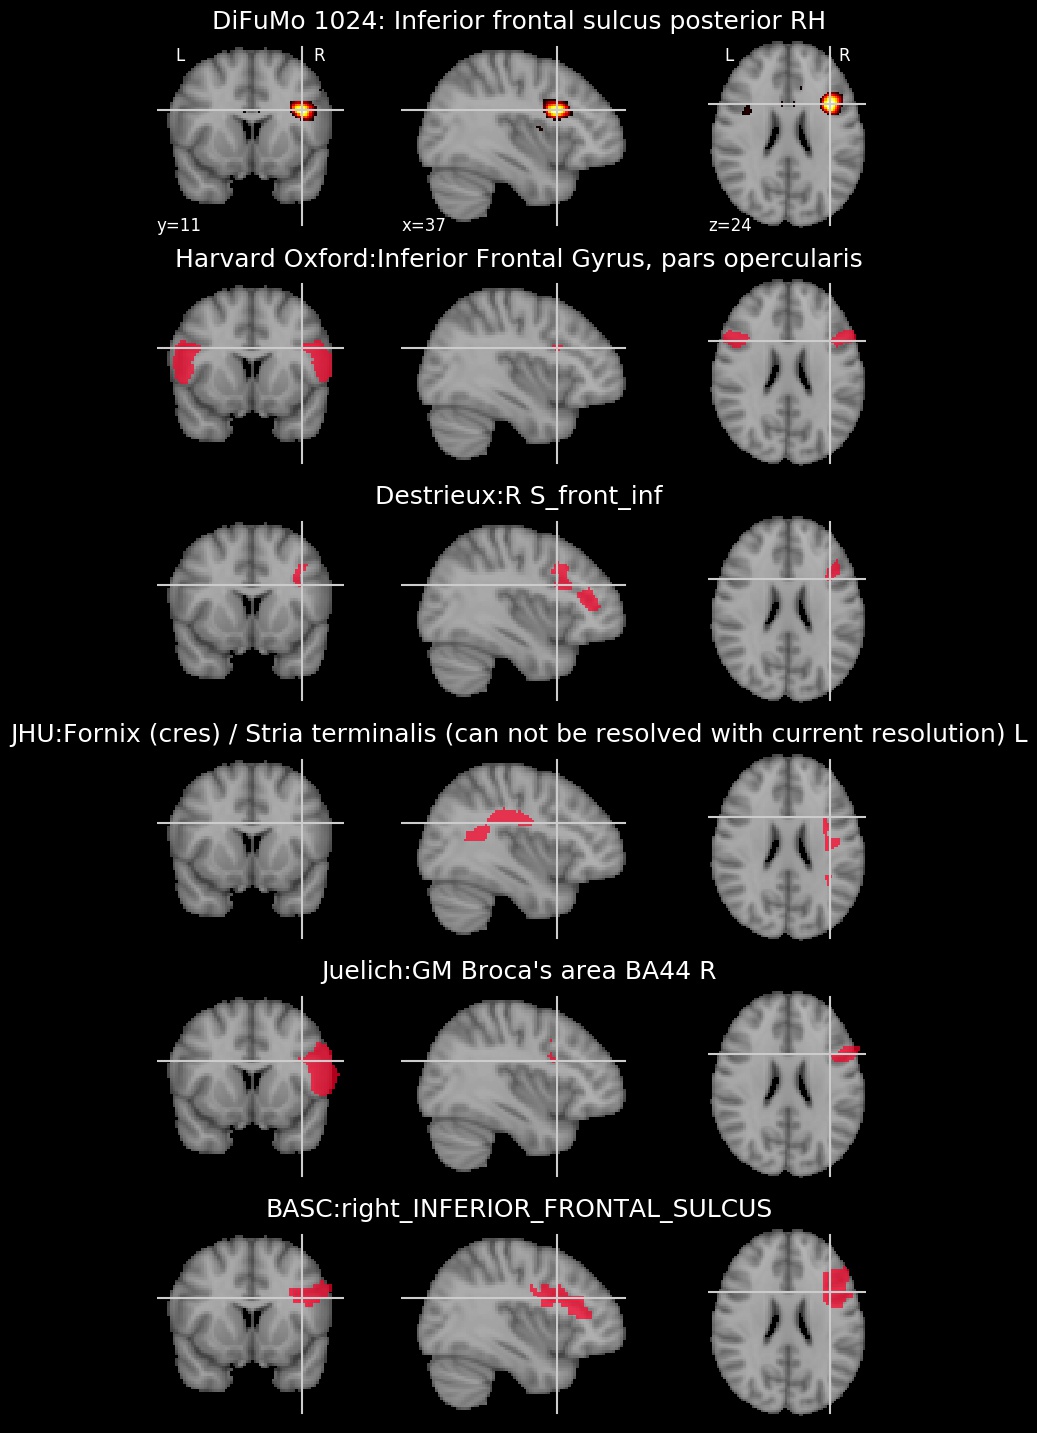 DiFuMo 1024: Inferior frontal sulcus posterior RH
L R L R
y=11 x=37 z=24
Harvard Oxford:Inferior Frontal Gyrus, pars opercularis
Destrieux:R S_front_inf
JHU:Fornix (cres) / Stria terminalis (can not be resolved with current resolution) L
Juelich:GM Broca's area BA44 R
BASC:right_INFERIOR_FRONTAL_SULCUS